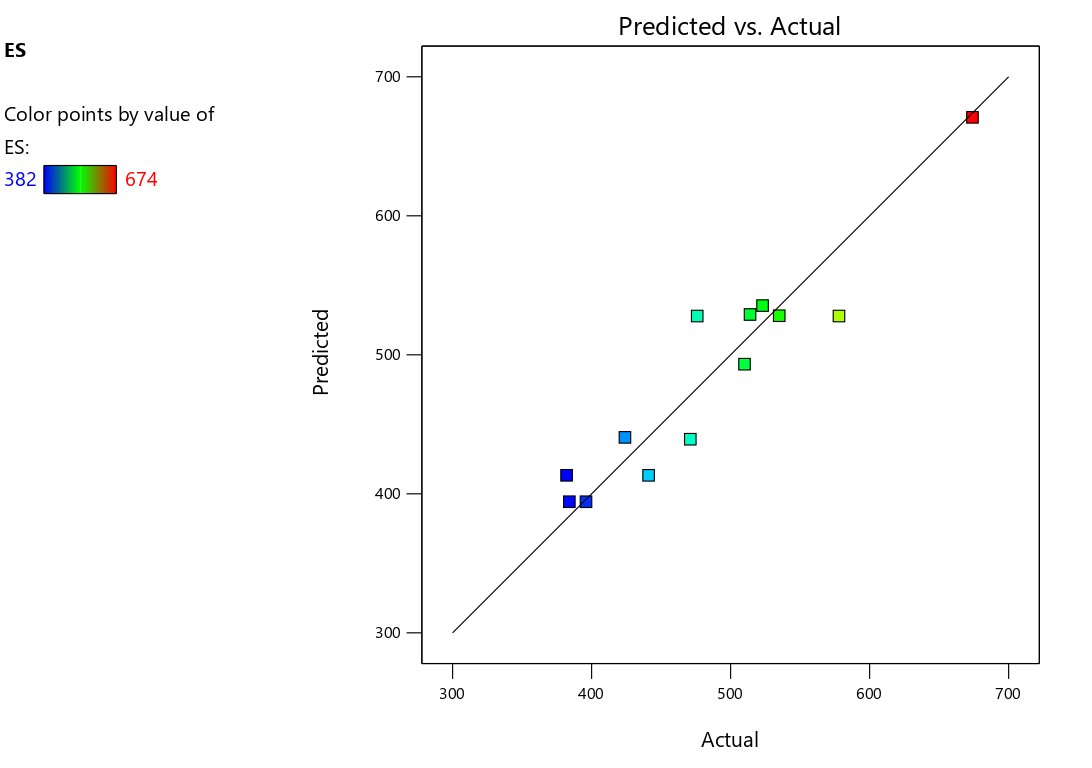 Predicted vs. Actual
ES
Color points by value of
ES:
382 674
700
600
500
400
300
Predicted
300 400 500 600 700
Actual